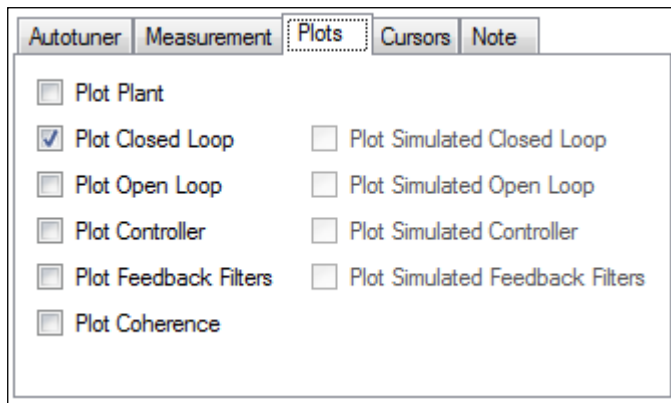 Autotuner Measurement Plots Cursors Note
Plot Plant
Plot Closed Loop Plot Simulated Closed Loop
Plot Open Loop Plot Simulated Open Loop
Plot Controller Plot Simulated Controller
Plot Feedback Filters Plot Simulated Feedback Filters
Plot Coherence